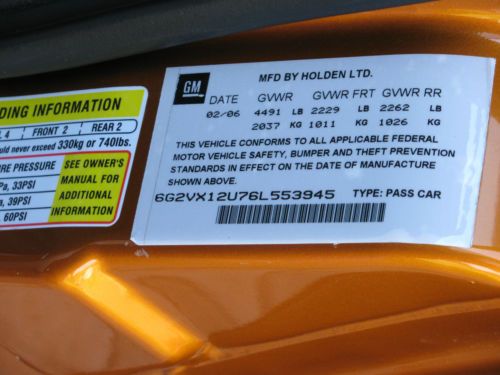 DING INFORMATION
L 4 FRONT 2 REAR 2
ould never exceed 330kg or 740lbs.
RE PRESSURE
Pa, 33PSI
a, 39PSI
, 60PSI
SEE OWNER'S
MANUAL FOR
ADDITIONAL
INFORMATION
GM
MFD BY HOLDEN LTD.
DATE GVWR GVWR FRT GVWR RR
02/06 4491 LB 2229 LB 2262 LB
2037 KG 1011 KG 1026 KG
THIS VEHICLE CONFORMS TO ALL APPLICABLE FEDERAL
MOTOR VEHICLE SAFETY, BUMPER AND THEFT PREVENTION
STANDARDS IN EFFECT ON THE DATE OF MANUFACTURE
SHOWN ABOVE.
6G2VX12U76L553945 TYPE: PASS CAR